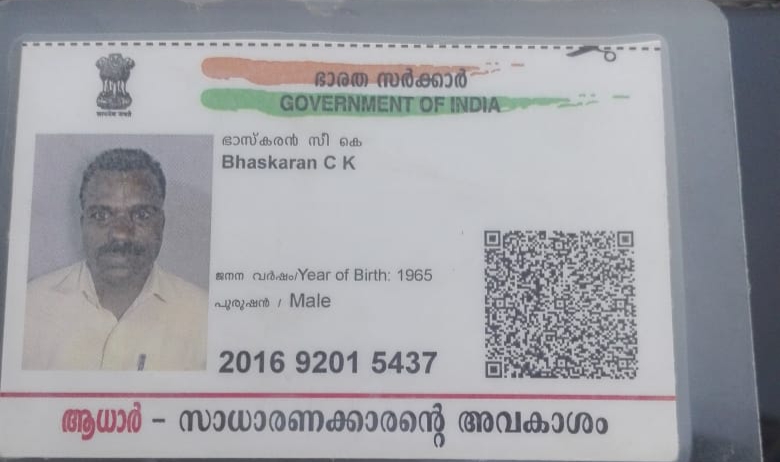 ഭാരത സർക്കാർ
GOVERNMENT OF INDIA
ഭാസ്കരൻ സീ കെ
Bhaskaran C K
ജനന വർഷം/Year of Birth: 1965
പുരുഷൻ / Male
2016 9201 5437
ആധാർ - സാധാരണക്കാരന്റെ അവകാശം